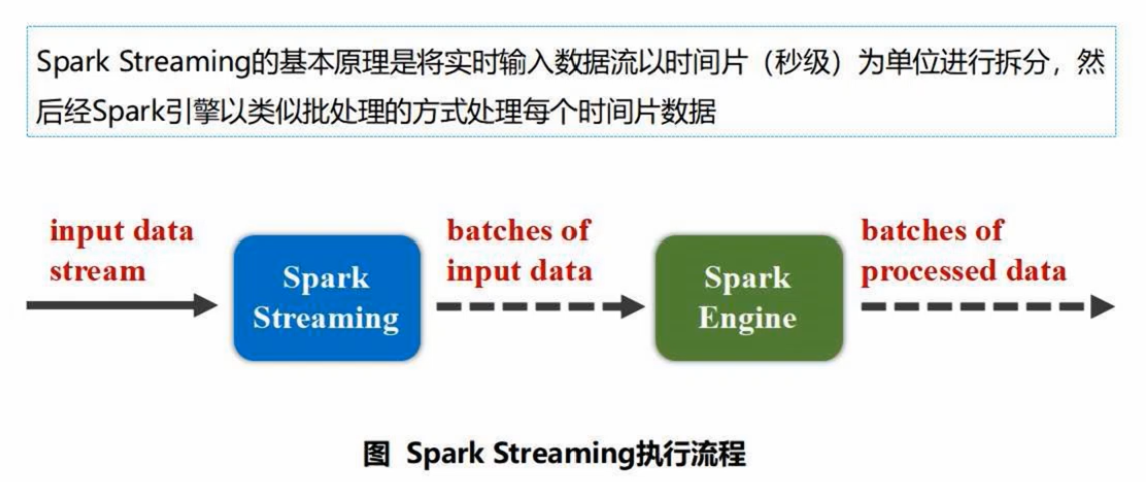 Spark Streaming的基本原理是将实时输入数据流以时间片（秒级）为单位进行拆分，然
后经Spark引擎以类似批处理的方式处理每个时间片数据
input data
stream
Spark
Streaming
batches of
input data
Spark
Engine
batches of
processed data
图 Spark Streaming执行流程